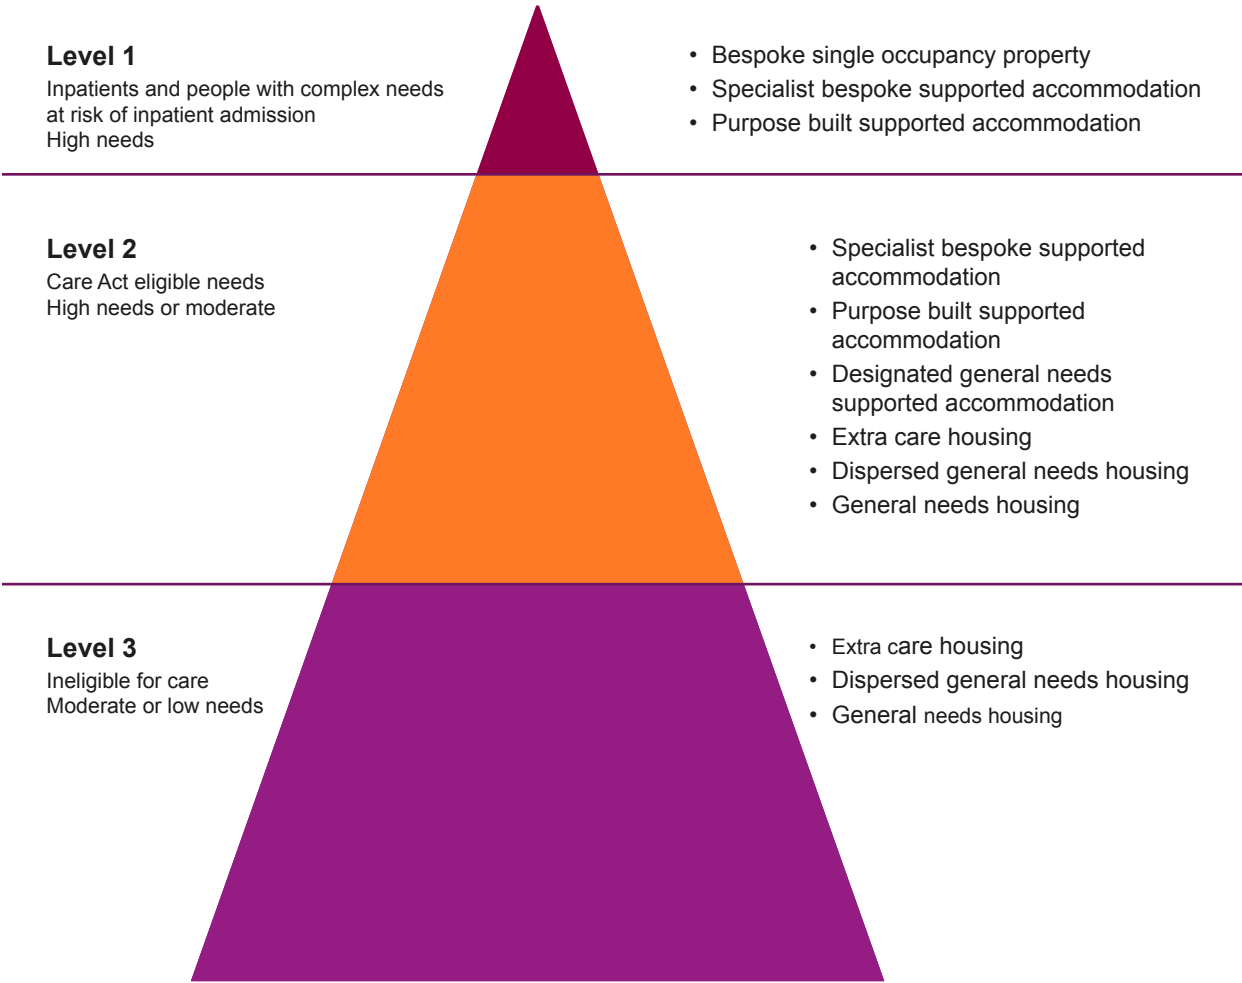 Level 1
Inpatients and people with complex needs
at risk of inpatient admission
High needs
• Bespoke single occupancy property
• Specialist bespoke supported accommodation
• Purpose built supported accommodation
Level 2
Care Act eligible needs
High needs or moderate
• Specialist bespoke supported
accommodation
• Purpose built supported
accommodation
• Designated general needs
supported accommodation
• Extra care housing
• Dispersed general needs housing
• General needs housing
Level 3
Ineligible for care
Moderate or low needs
• Extra care housing
• Dispersed general needs housing
• General needs housing